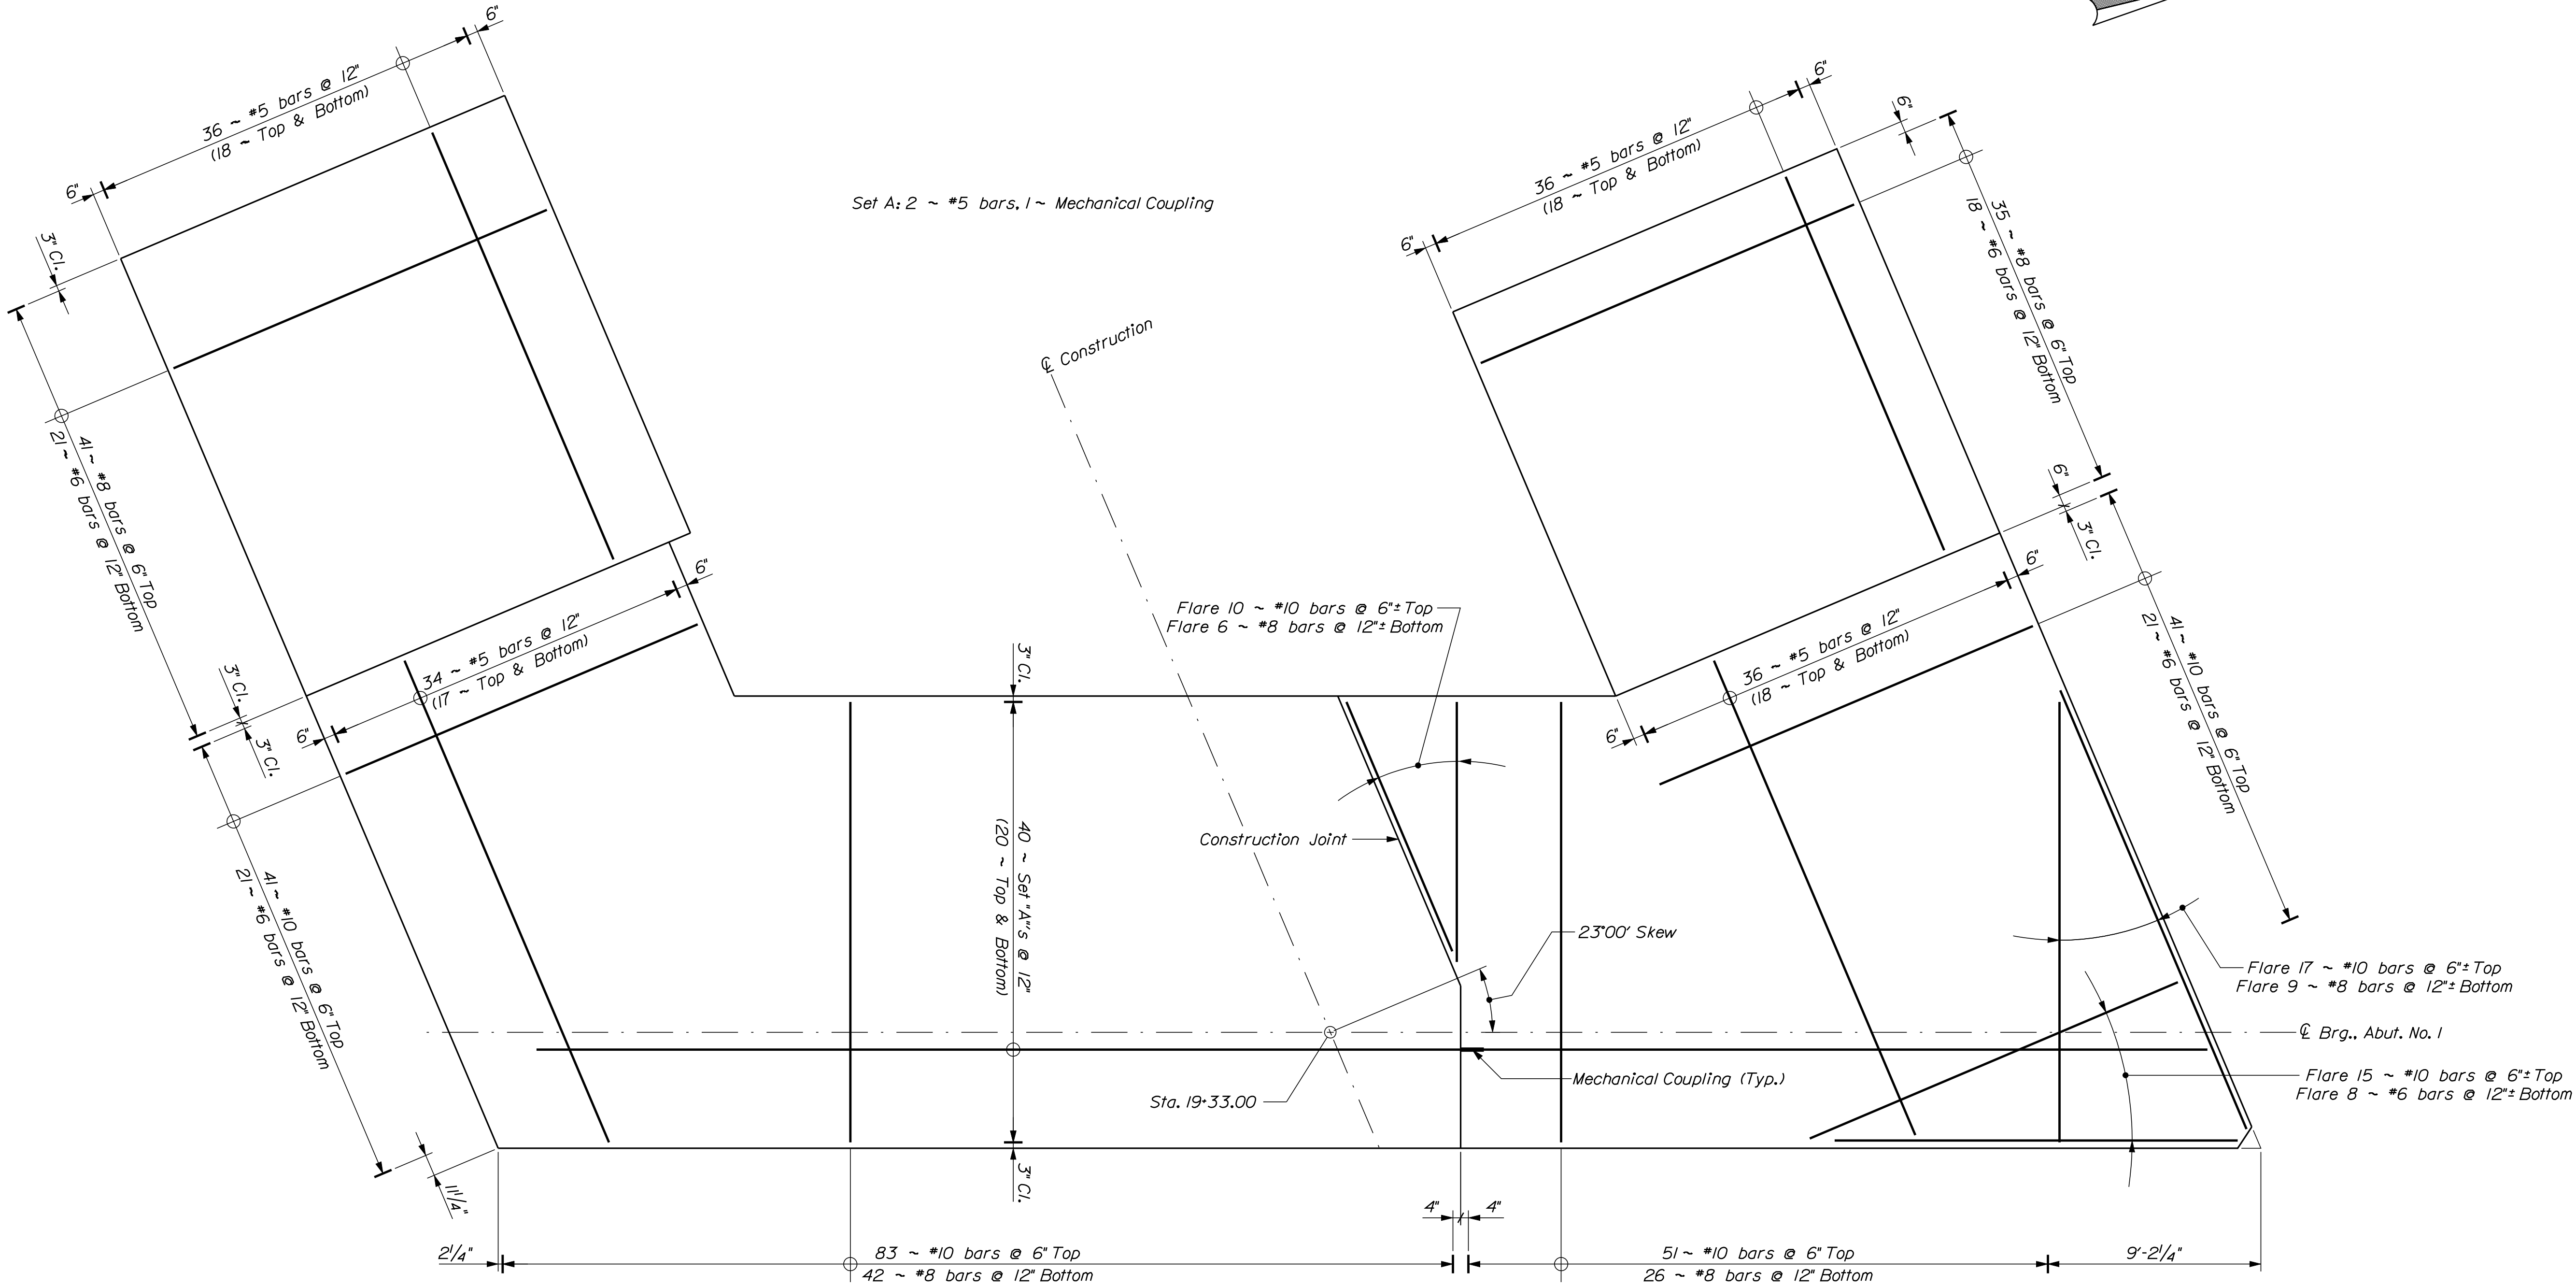 6"
36 ~ #5 bars @ 12"
(18 ~ Top & Bottom)
6"
3" Cl.
41 ~ #8 bars @ 6" Top
21 ~ #6 bars @ 12" Bottom
3" Cl.
3" Cl.
6"
34 ~ #5 bars @ 12"
(17 ~ Top & Bottom)
6"
41 ~ #10 bars @ 6" Top
21 ~ #6 bars @ 12" Bottom
11 1/4"
2 1/4"
Set A: 2 ~ #5 bars, 1 ~ Mechanical Coupling
℄ Construction
Flare 10 ~ #10 bars @ 6"± Top
Flare 6 ~ #8 bars @ 12"± Bottom
3" Cl.
40 ~ Set "A"'s @ 12"
(20 ~ Top & Bottom)
3" Cl.
Construction Joint
23°00' Skew
Sta. 19+33.00
Mechanical Coupling (Typ.)
6"
36 ~ #5 bars @ 12"
(18 ~ Top & Bottom)
6"
6"
35 ~ #8 bars @ 6" Top
18 ~ #6 bars @ 12" Bottom
6"
3" Cl.
6"
36 ~ #5 bars @ 12"
(18 ~ Top & Bottom)
6"
41 ~ #10 bars @ 6" Top
21 ~ #6 bars @ 12" Bottom
Flare 17 ~ #10 bars @ 6"± Top
Flare 9 ~ #8 bars @ 12"± Bottom
℄ Brg., Abut. No. 1
Flare 15 ~ #10 bars @ 6"± Top
Flare 8 ~ #6 bars @ 12"± Bottom
4"
4"
83 ~ #10 bars @ 6" Top
42 ~ #8 bars @ 12" Bottom
51 ~ #10 bars @ 6" Top
26 ~ #8 bars @ 12" Bottom
9'-2 1/4"